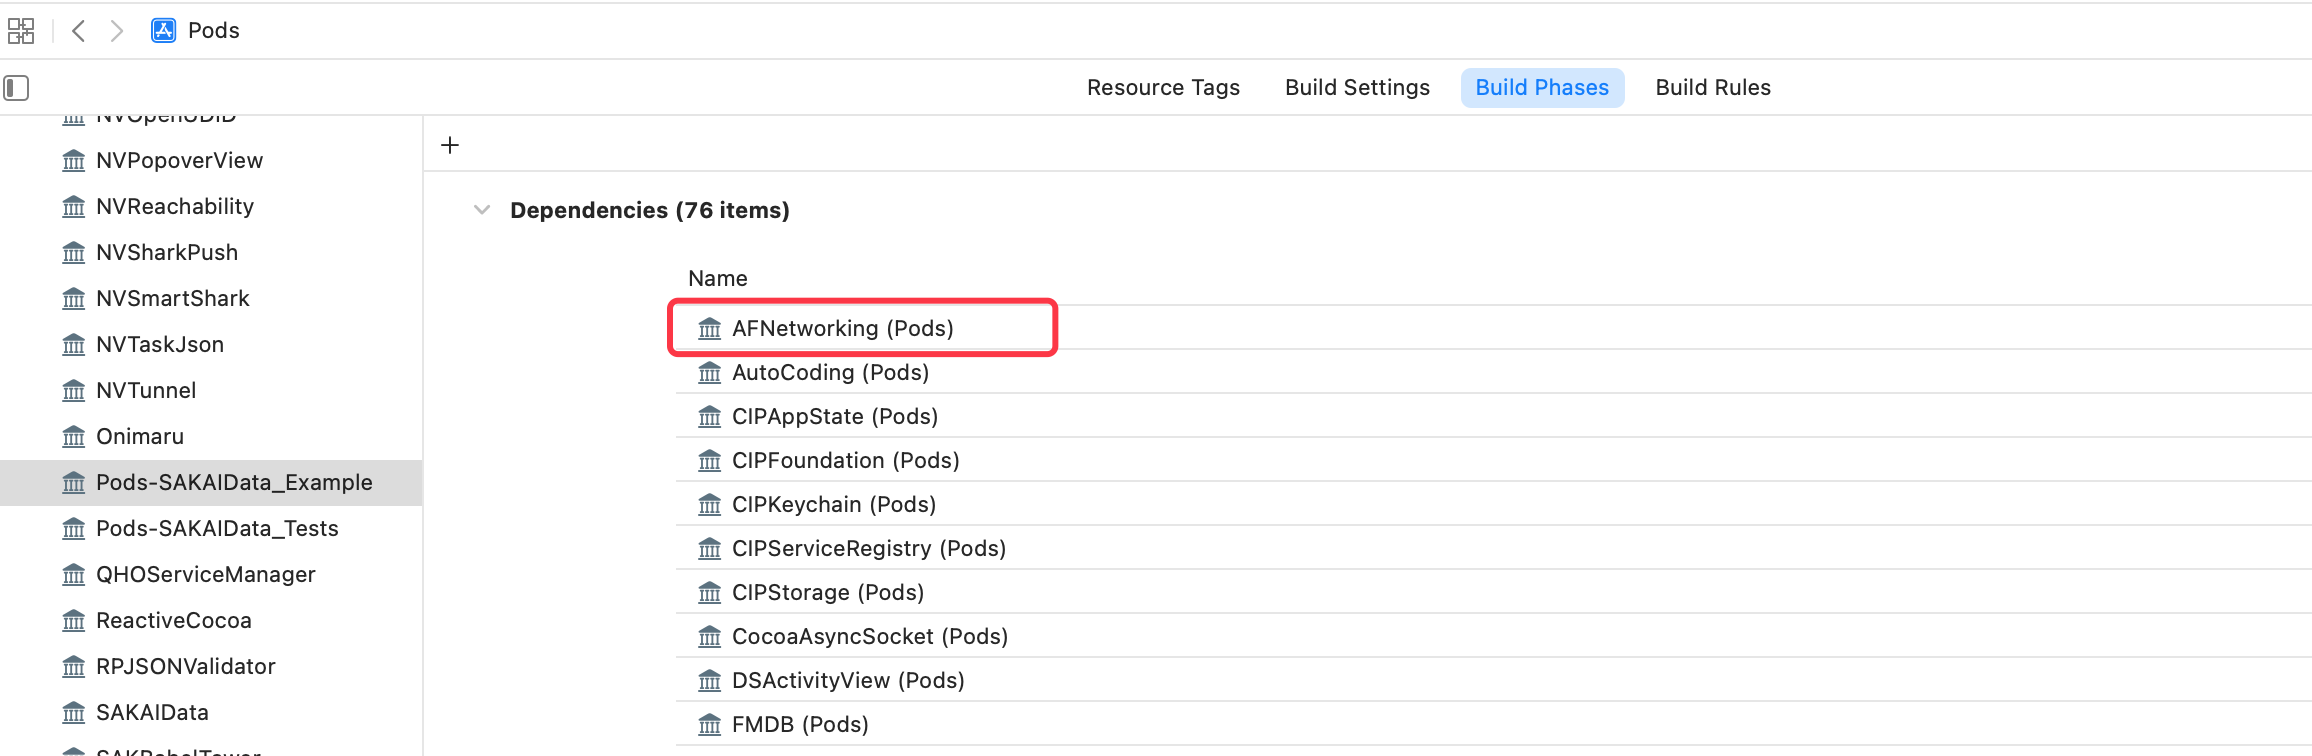 Pods
Resource Tags
Build Settings
Build Phases
Build Rules
NVOpenUDID
NVPopoverView
NVReachability
NVSharkPush
NVSmartShark
NVTaskJson
NVTunnel
Onimaru
Pods-SAKAIData_Example
Pods-SAKAIData_Tests
QHOServiceManager
ReactiveCocoa
RPJSONValidator
SAKAIData
SAKBabelTower
Dependencies (76 items)
Name
AFNetworking (Pods)
AutoCoding (Pods)
CIPAppState (Pods)
CIPFoundation (Pods)
CIPKeychain (Pods)
CIPServiceRegistry (Pods)
CIPStorage (Pods)
CocoaAsyncSocket (Pods)
DSActivityView (Pods)
FMDB (Pods)